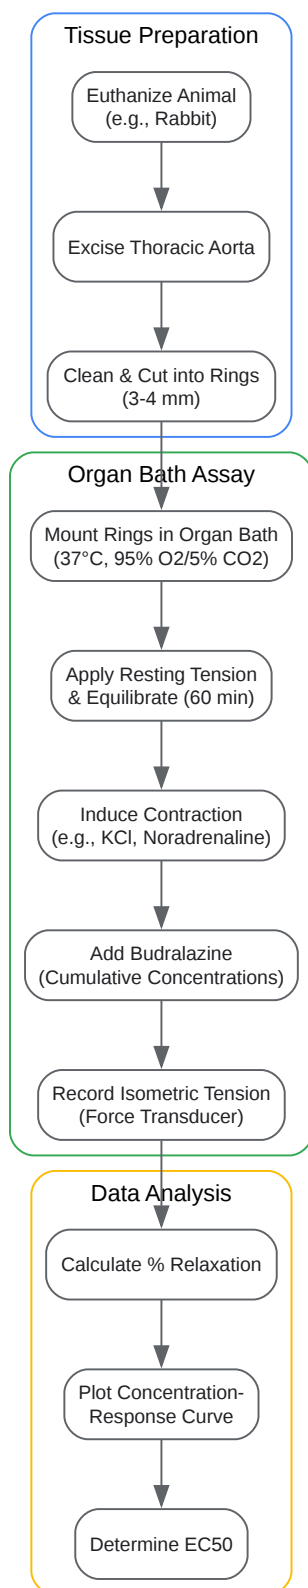 Tissue Preparation
Euthanize Animal
(e.g., Rabbit)
Excise Thoracic Aorta
Clean & Cut into Rings
(3-4 mm)
Organ Bath Assay
Mount Rings in Organ Bath
(37°C, 95% O2/5% CO2)
Apply Resting Tension
& Equilibrate (60 min)
Induce Contraction
(e.g., KCl, Noradrenaline)
Add Budralazine
(Cumulative Concentrations)
Record Isometric Tension
(Force Transducer)
Data Analysis
Calculate % Relaxation
Plot Concentration-
Response Curve
Determine EC50